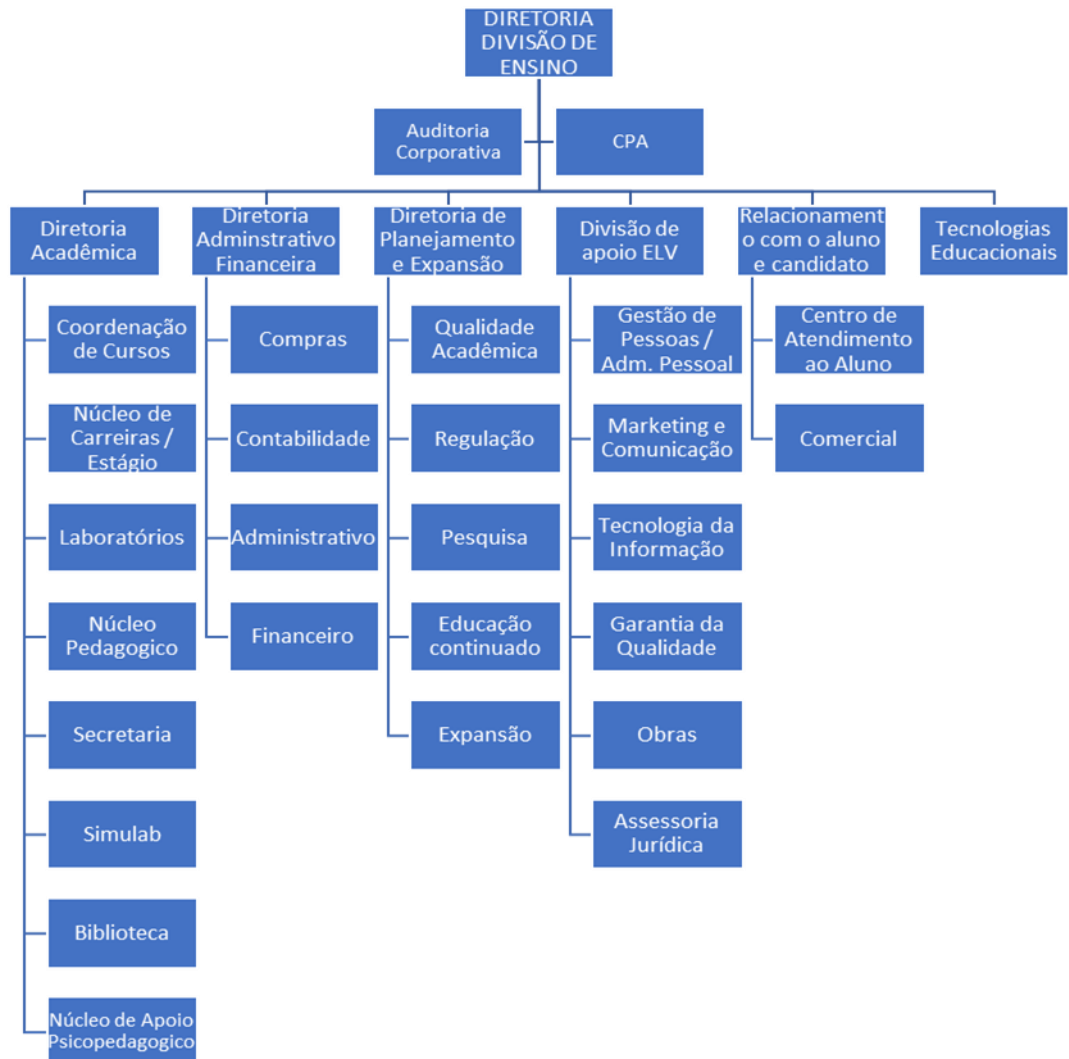 DIRETORIA
DIVISÃO DE
ENSINO
Auditoria
Corporativa
CPA
Diretoria
Acadêmica
Diretoria
Adminstrativo
Financeira
Diretoria de
Planejamento
e Expansão
Divisão de
apoio ELV
Relacionament
o com o aluno
e candidato
Tecnologias
Educacionais
Coordenação
de Cursos
Núcleo de
Carreiras /
Estágio
Laboratórios
Núcleo
Pedagogico
Secretaria
Simulab
Biblioteca
Núcleo de Apoio
Psicopedagogico
Compras
Contabilidade
Administrativo
Financeiro
Qualidade
Acadêmica
Regulação
Pesquisa
Educação
continuado
Expansão
Gestão de
Pessoas /
Adm. Pessoal
Marketing e
Comunicação
Tecnologia da
Informação
Garantia da
Qualidade
Obras
Assessoria
Jurídica
Centro de
Atendimento
ao Aluno
Comercial